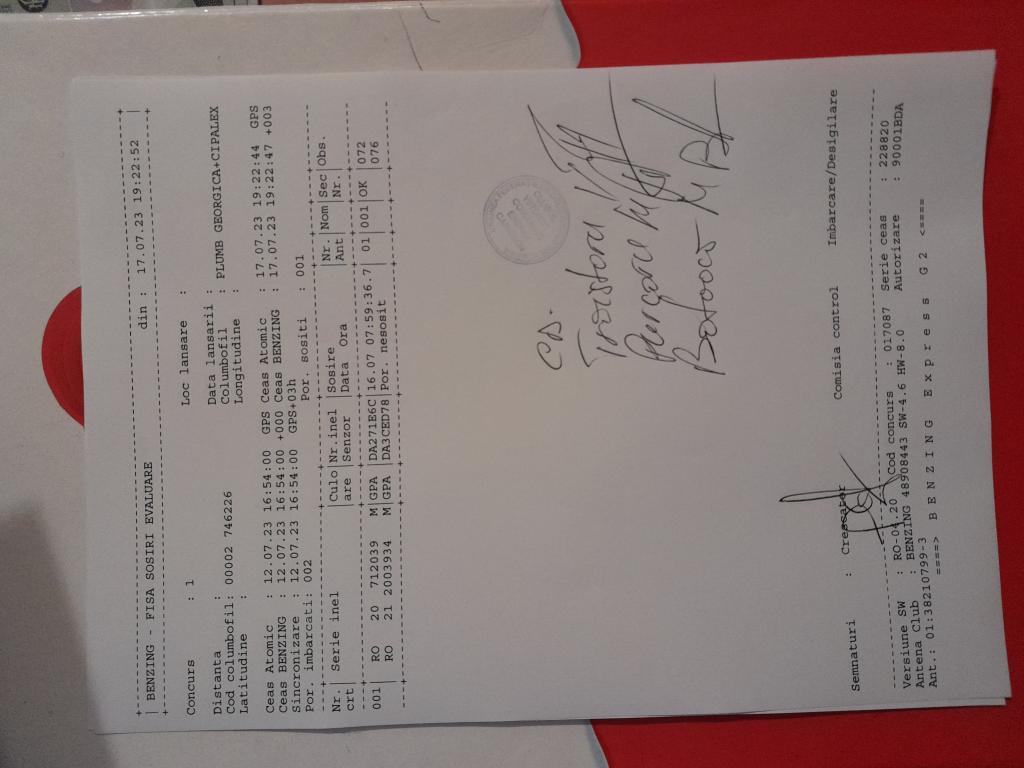 | BENZING - FISA SOSIRI EVALUARE din : 17.07.23 19:22:52 |
Concurs : 1 Loc lansare :
Distanta : Data lansarii :
Cod columbofil: 00002 746226 Columbofil : PLUMB GEORGICA+CIPALEX
Latitudine : Longitudine :
Ceas Atomic : 12.07.23 16:54:00 GPS Ceas Atomic : 17.07.23 19:22:44 GPS
Ceas BENZING : 12.07.23 16:54:00 +000 Ceas BENZING : 17.07.23 19:22:47 +003
Sincronizare : 12.07.23 16:54:00 GPS+03h
Por. imbarcati: 002 Por. sositi : 001
Nr.| Serie inel |Culo|Nr.inel |Sosire |Nr.|Nom|Sec|Obs.
crt| |are |Senzor |Data Ora |Ant| |Nr.|
001| RO 20 712039 M|GPA |DA271E6C|16.07 07:59:36.7| 01|001|OK |072
| RO 21 2003934 M|GPA |DA3CED78|Por. nesosit | | | |076
CDS.
Semnaturi : Crescator Comisia control Imbarcare/Desigilare
Versiune SW : RO-04.20 Cod concurs : 017087 Serie ceas : 228820
Antena Club : BENZING 48908443 SW-4.6 HW-8.0 Autorizare : 90001BDA
Ant.: 01:38210799-3
====> B E N Z I N G E x p r e s s G 2 <====